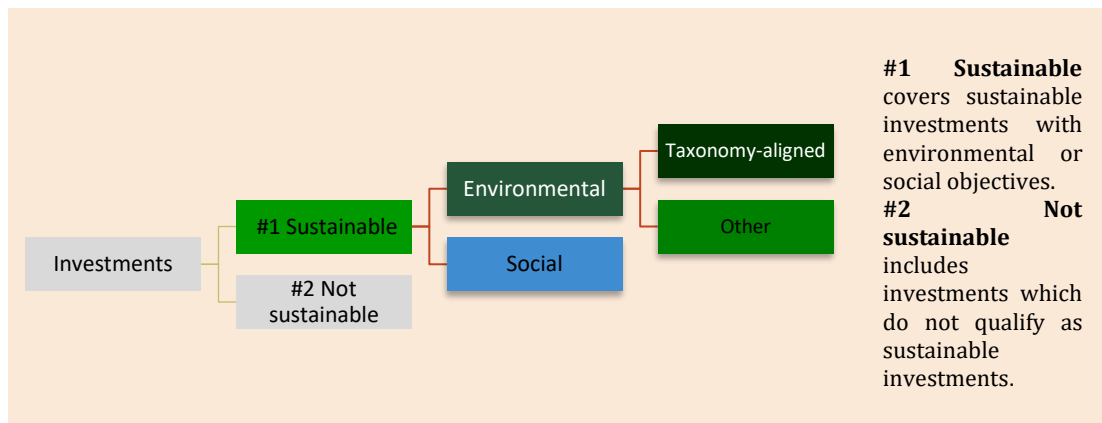 Investments
#1 Sustainable
#2 Not
sustainable
Environmental
Social
Taxonomy-aligned
Other
#1 Sustainable
covers sustainable
investments with
environmental or
social objectives.
#2 Not
sustainable
includes
investments which
do not qualify as
sustainable
investments.